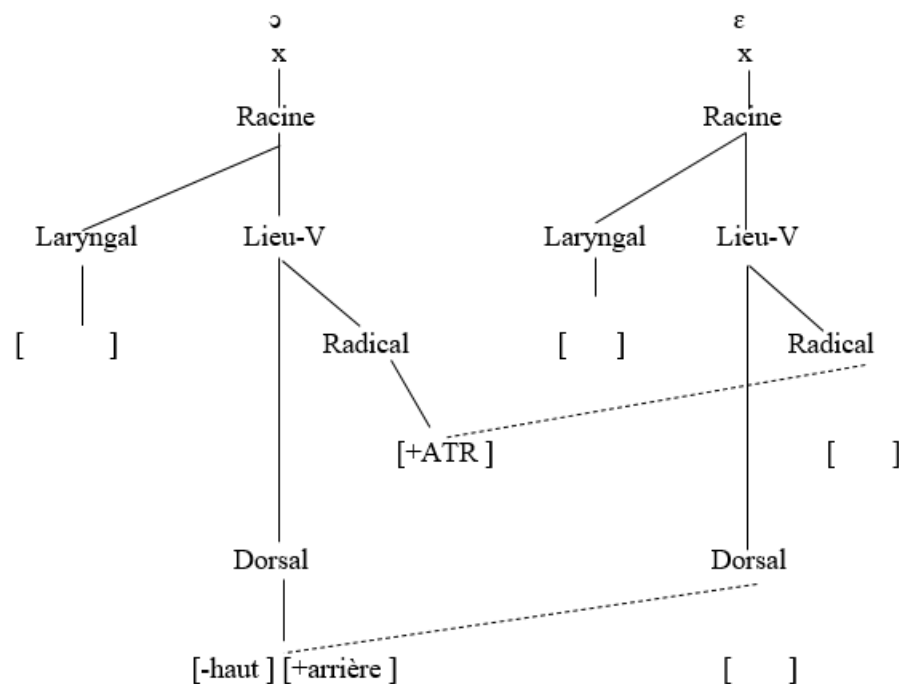 ɔ ɛ
x x
Racine Racine
Laryngal Lieu-V Laryngal Lieu-V
[ ] Radical [ ] Radical
[+ATR ] [ ]
Dorsal Dorsal
[-haut ] [+arrière ] [ ]